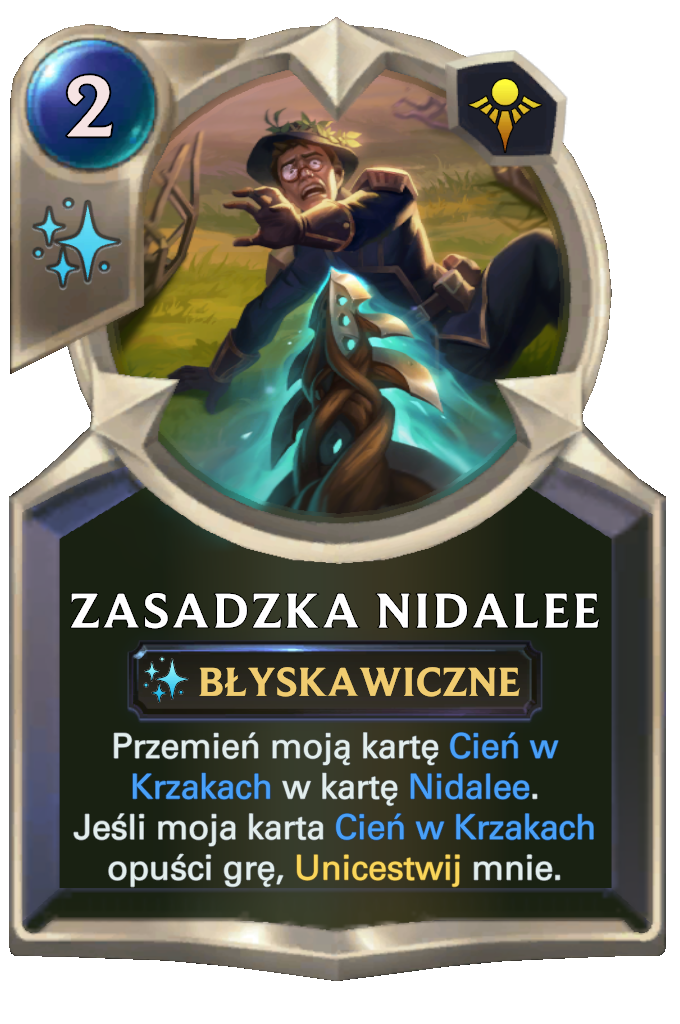 2
ZASADZKA NIDALEE
BŁYSKAWICZNE
Przemień moją kartę Cień w
Krzakach w kartę Nidalee.
Jeśli moja karta Cień w Krzakach
opuści grę, Unicestwij mnie.